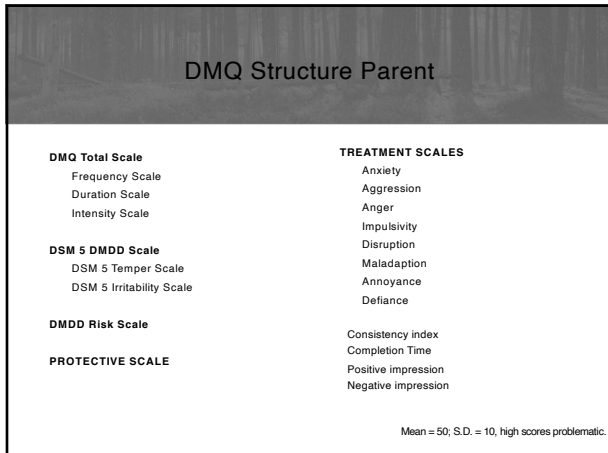 DMQ Structure Parent
DMQ Total Scale
Frequency Scale
Duration Scale
Intensity Scale
DSM 5 DMDD Scale
DSM 5 Temper Scale
DSM 5 Irritability Scale
DMDD Risk Scale
PROTECTIVE SCALE
TREATMENT SCALES
Anxiety
Aggression
Anger
Impulsivity
Disruption
Maladaption
Annoyance
Defiance
Consistency index
Completion Time
Positive impression
Negative impression
Mean = 50; S.D. = 10, high scores problematic.